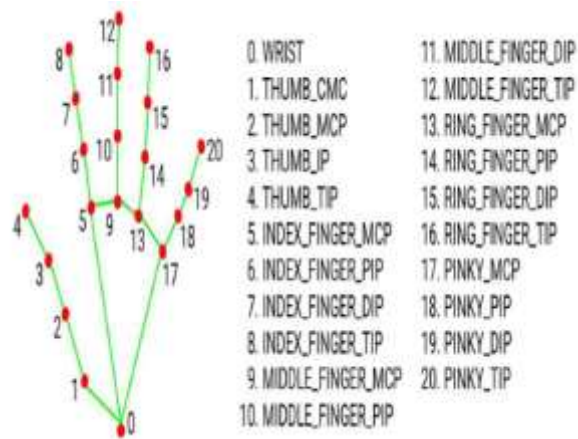 12
8
16
11
7
15
6
10
14
20
19
5
9
13
18
4
17
3
2
1
0
0. WRIST
1. THUMB_CMC
2. THUMB_MCP
3. THUMB_IP
4. THUMB_TIP
5. INDEX_FINGER_MCP
6. INDEX_FINGER_PIP
7. INDEX_FINGER_DIP
8. INDEX_FINGER_TIP
9. MIDDLE_FINGER_MCP
10. MIDDLE_FINGER_PIP
11. MIDDLE_FINGER_DIP
12. MIDDLE_FINGER_TIP
13. RING_FINGER_MCP
14. RING_FINGER_PIP
15. RING_FINGER_DIP
16. RING_FINGER_TIP
17. PINKY_MCP
18. PINKY_PIP
19. PINKY_DIP
20. PINKY_TIP